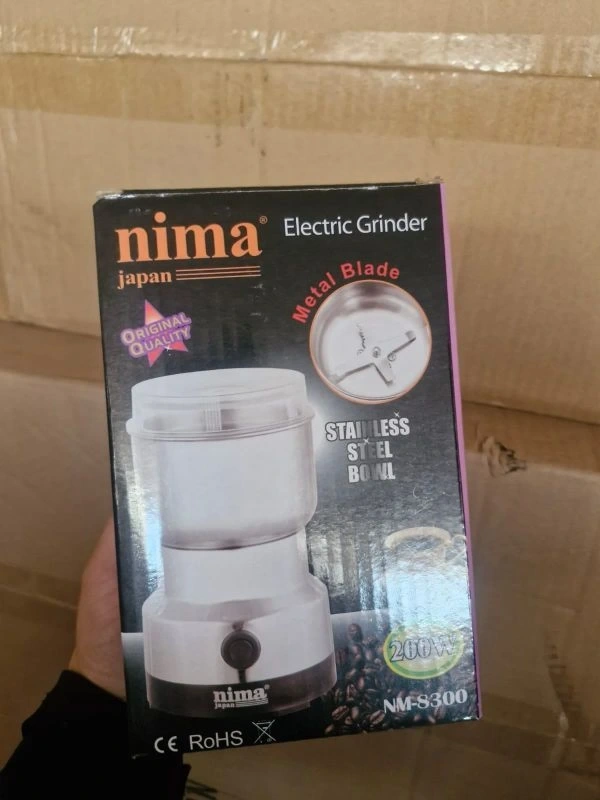 nima®
japan
Electric Grinder
Metal Blade
ORIGINAL
QUALITY
STAINLESS
STEEL
BOWL
200W
nima
japan
NM-8300
CE RoHS